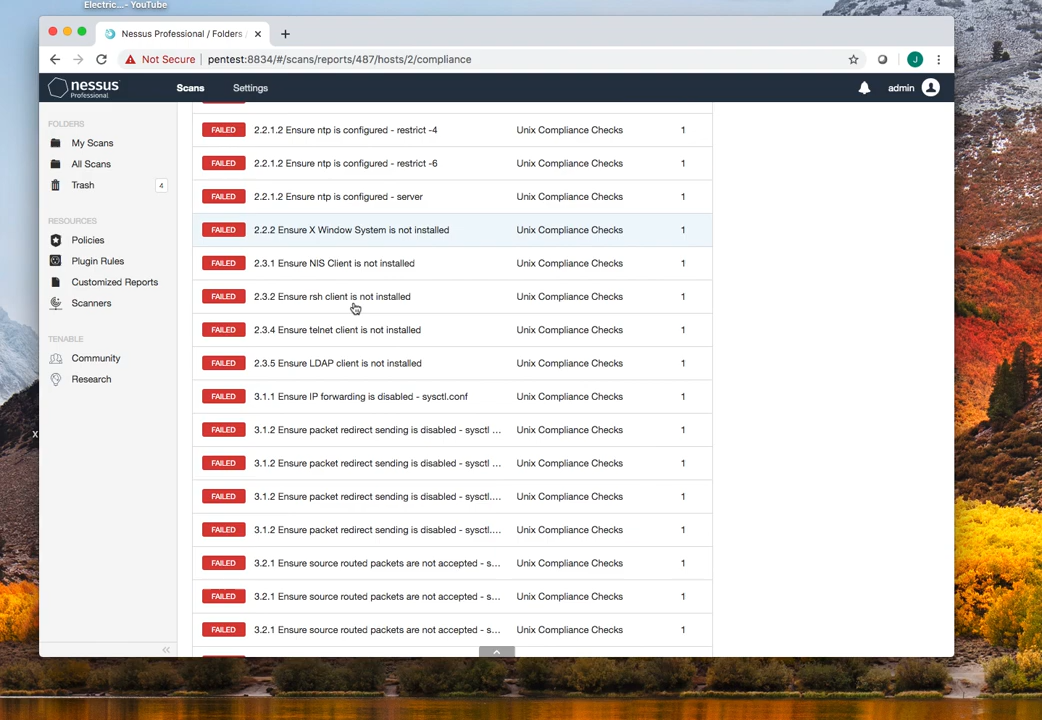 Electric...- YouTube
Nessus Professional / Folders /
Not Secure pentest:8834/#/scans/reports/487/hosts/2/compliance
J
nessus Professional Scans Settings admin
FOLDERS
My Scans
All Scans
Trash 4
RESOURCES
Policies
Plugin Rules
Customized Reports
Scanners
TENABLE
Community
Research
X
FAILED 2.2.1.2 Ensure ntp is configured - restrict -4 Unix Compliance Checks 1
FAILED 2.2.1.2 Ensure ntp is configured - restrict -6 Unix Compliance Checks 1
FAILED 2.2.1.2 Ensure ntp is configured - server Unix Compliance Checks 1
FAILED 2.2.2 Ensure X Window System is not installed Unix Compliance Checks 1
FAILED 2.3.1 Ensure NIS Client is not installed Unix Compliance Checks 1
FAILED 2.3.2 Ensure rsh client is not installed Unix Compliance Checks 1
FAILED 2.3.4 Ensure telnet client is not installed Unix Compliance Checks 1
FAILED 2.3.5 Ensure LDAP client is not installed Unix Compliance Checks 1
FAILED 3.1.1 Ensure IP forwarding is disabled - sysctl.conf Unix Compliance Checks 1
FAILED 3.1.2 Ensure packet redirect sending is disabled - sysctl ... Unix Compliance Checks 1
FAILED 3.1.2 Ensure packet redirect sending is disabled - sysctl ... Unix Compliance Checks 1
FAILED 3.1.2 Ensure packet redirect sending is disabled - sysctl.... Unix Compliance Checks 1
FAILED 3.1.2 Ensure packet redirect sending is disabled - sysctl.... Unix Compliance Checks 1
FAILED 3.2.1 Ensure source routed packets are not accepted - s... Unix Compliance Checks 1
FAILED 3.2.1 Ensure source routed packets are not accepted - s... Unix Compliance Checks 1
FAILED 3.2.1 Ensure source routed packets are not accepted - s... Unix Compliance Checks 1